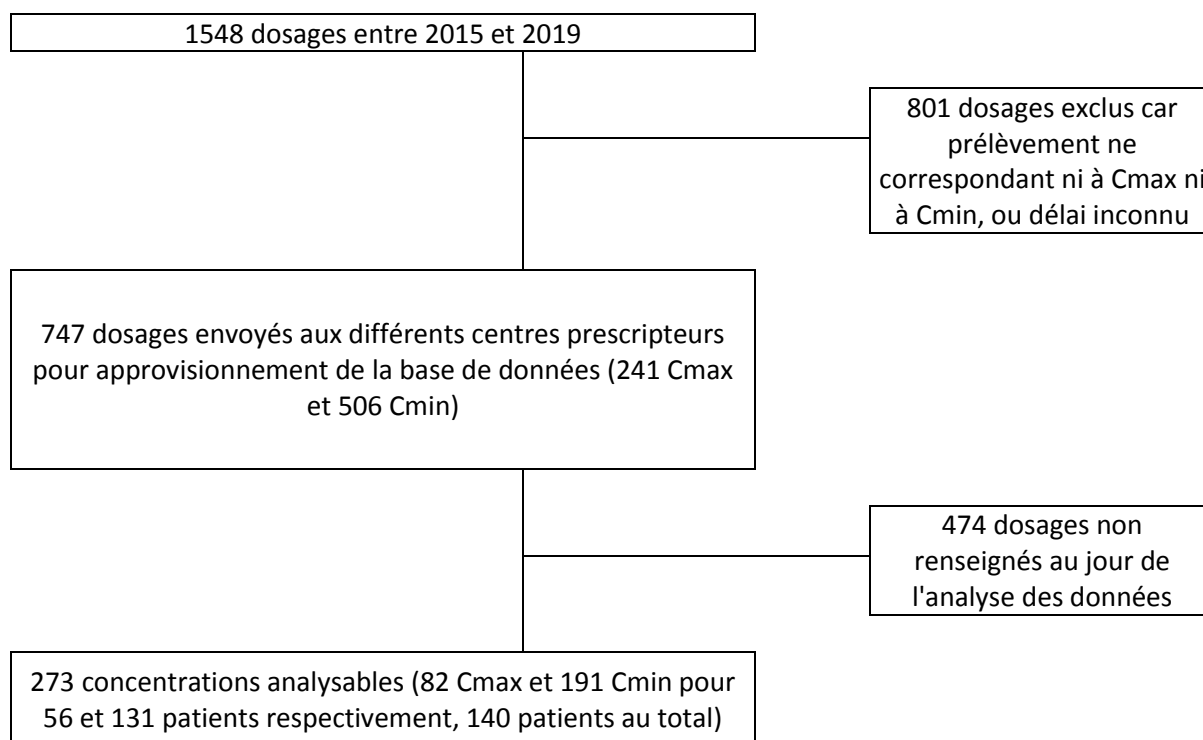 1548 dosages entre 2015 et 2019
801 dosages exclus car
prélèvement ne
correspondant ni à Cmax ni
à Cmin, ou délai inconnu
747 dosages envoyés aux différents centres prescripteurs
pour approvisionnement de la base de données (241 Cmax
et 506 Cmin)
474 dosages non
renseignés au jour de
l'analyse des données
273 concentrations analysables (82 Cmax et 191 Cmin pour
56 et 131 patients respectivement, 140 patients au total)